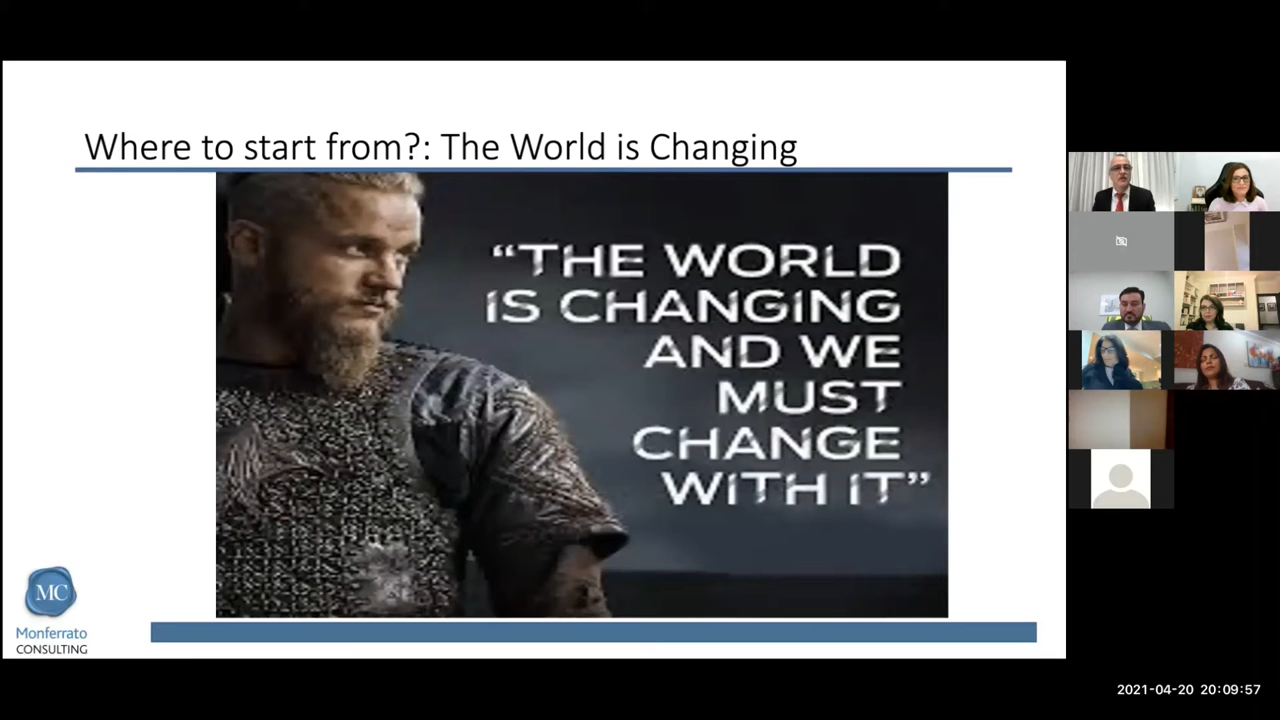 Where to start from?: The World is Changing
“THE WORLD
IS CHANGING
AND WE
MUST
CHANGE
WITH IT”
MC
Monferrato
CONSULTING
2021-04-20 20:09:57